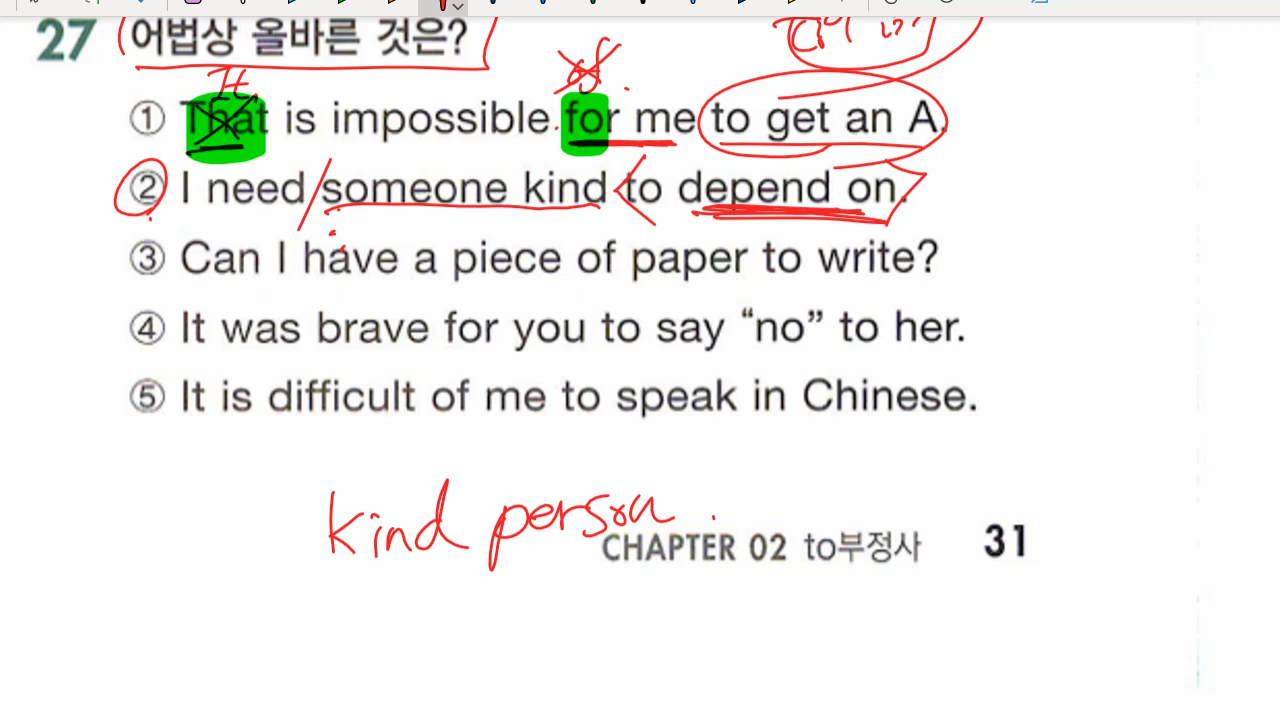 27 어법상 올바른 것은?
It
of
① That is impossible for me to get an A.
② I need someone kind to depend on.
③ Can I have a piece of paper to write?
④ It was brave for you to say “no” to her.
⑤ It is difficult of me to speak in Chinese.
kind person
CHAPTER 02 to부정사 31